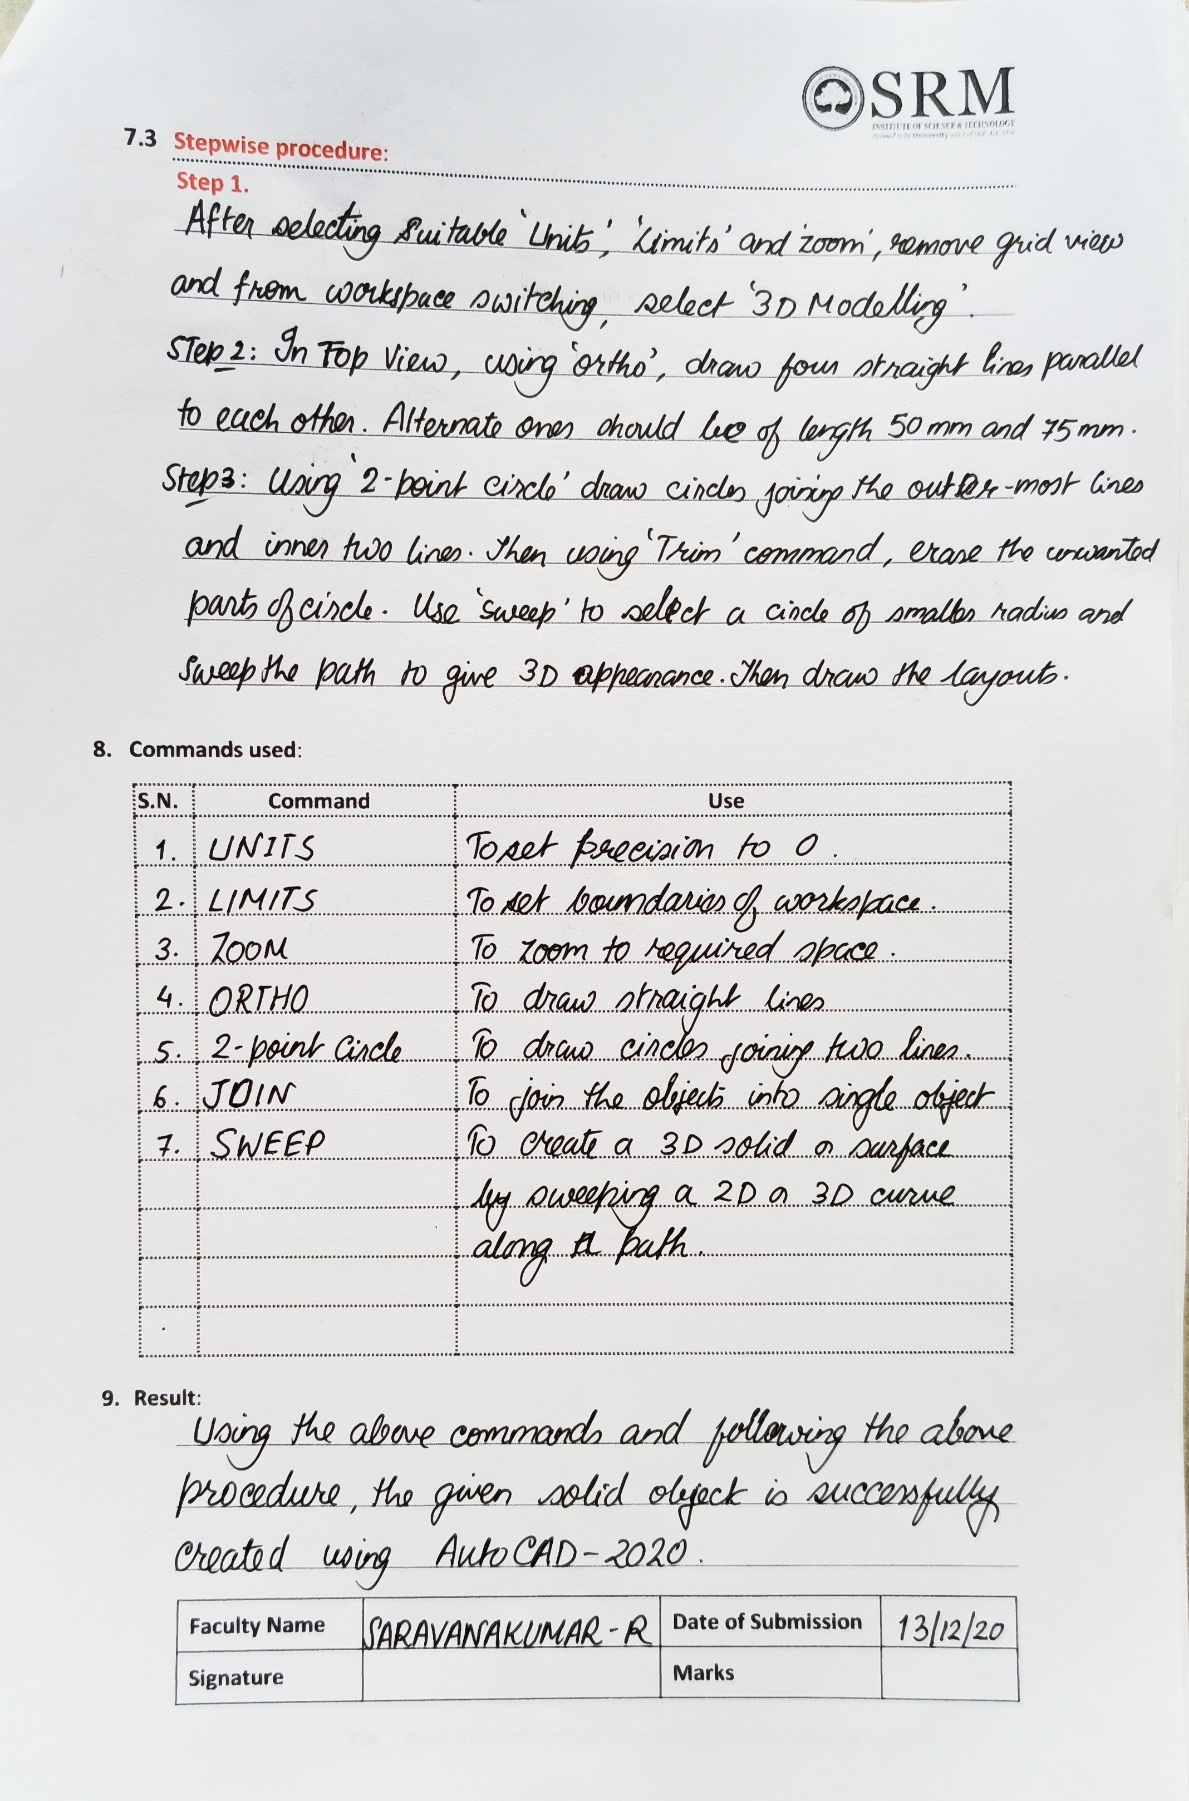 SRM
INSTITUTE OF SCIENCE & TECHNOLOGY
7.3 Stepwise procedure:
Step 1.
After selecting suitable 'Units', 'Limits' and 'zoom', remove grid view
and from workspace switching, select '3D Modelling'.
Step 2: In Top View, using 'ortho', draw four straight lines parallel
to each other. Alternate ones should be of length 50 mm and 75 mm.
Step 3: Using '2-point circle' draw circles joining the outer-most lines
and inner two lines. Then using 'Trim' command, erase the unwanted
parts of circle. Use 'sweep' to select a circle of smaller radius and
sweep the path to give 3D appearance. Then draw the layouts.
8. Commands used:
S.N. Command Use
1. UNITS To set precision to 0.
2. LIMITS To set boundaries of workspace.
3. ZOOM To zoom to required space.
4. ORTHO To draw straight lines
5. 2-point Circle To draw circles joining two lines.
6. JOIN To join the objects into single object
7. SWEEP To create a 3D solid or surface
by sweeping a 2D or 3D curve
along a path.
9. Result:
Using the above commands and following the above
procedure, the given solid object is successfully
created using AutoCAD-2020.
Faculty Name SARAVANAKUMAR-R Date of Submission 13/12/20
Signature Marks